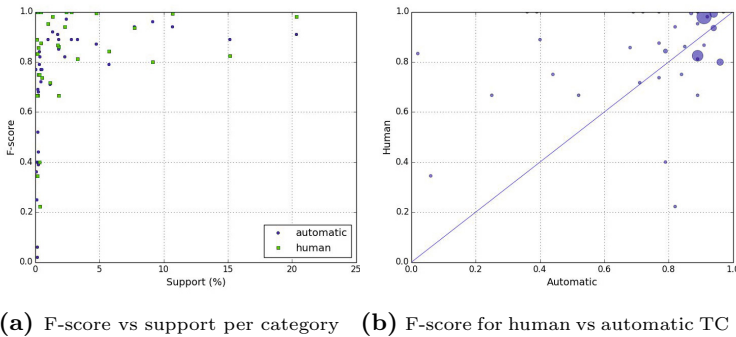 1.0
0.8
0.6
0.4
0.2
0.0
F-score
0 5 10 15 20 25
Support (%)
automatic
human
1.0
0.8
0.6
0.4
0.2
0.0
Human
0.2 0.4 0.6 0.8 1.0
Automatic
(a) F-score vs support per category
(b) F-score for human vs automatic TC